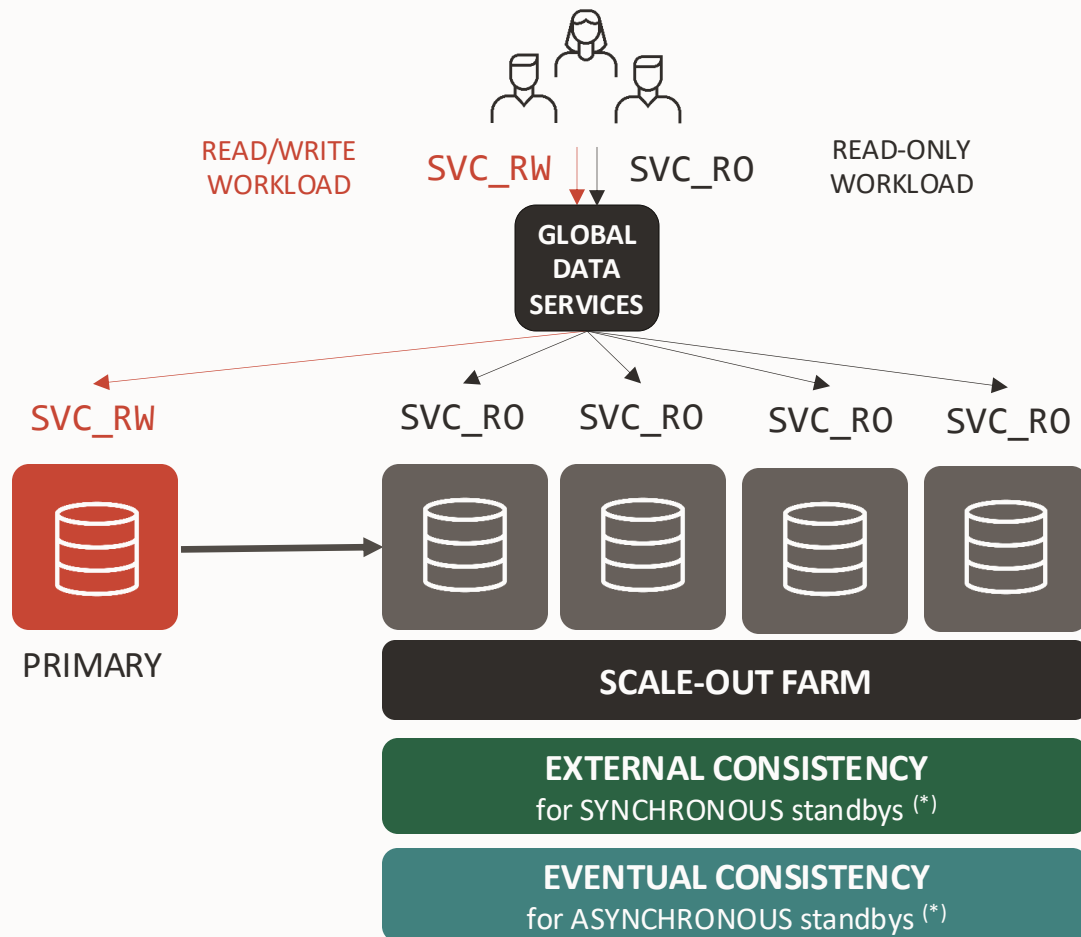 READ/WRITE
WORKLOAD
SVC_RW
SVC_RO
READ-ONLY
WORKLOAD
GLOBAL
DATA
SERVICES
SVC_RW
SVC_RO
SVC_RO
SVC_RO
SVC_RO
PRIMARY
SCALE-OUT FARM
EXTERNAL CONSISTENCY
for SYNCHRONOUS standbys (*)
EVENTUAL CONSISTENCY
for ASYNCHRONOUS standbys (*)